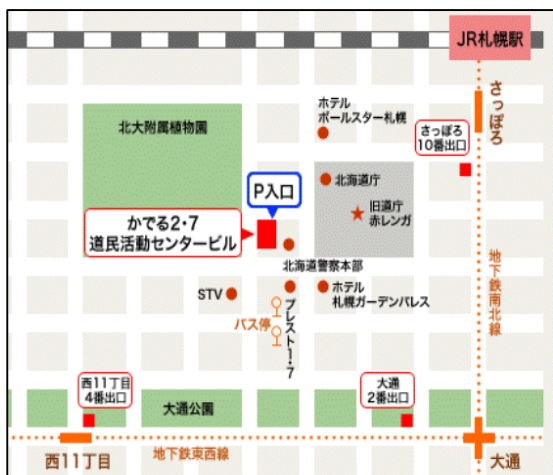 JR札幌駅
さっぽろ
ホテル
ポールスター札幌
さっぽろ
10番出口
北大附属植物園
北海道庁
P入口
旧道庁
赤レンガ
かでる2・7
道民活動センタービル
北海道警察本部
地下鉄南北線
STV
ホテル
札幌ガーデンパレス
プレスト1・7
バス停
西11丁目
4番出口
大通公園
大通
2番出口
地下鉄東西線
西11丁目
大通